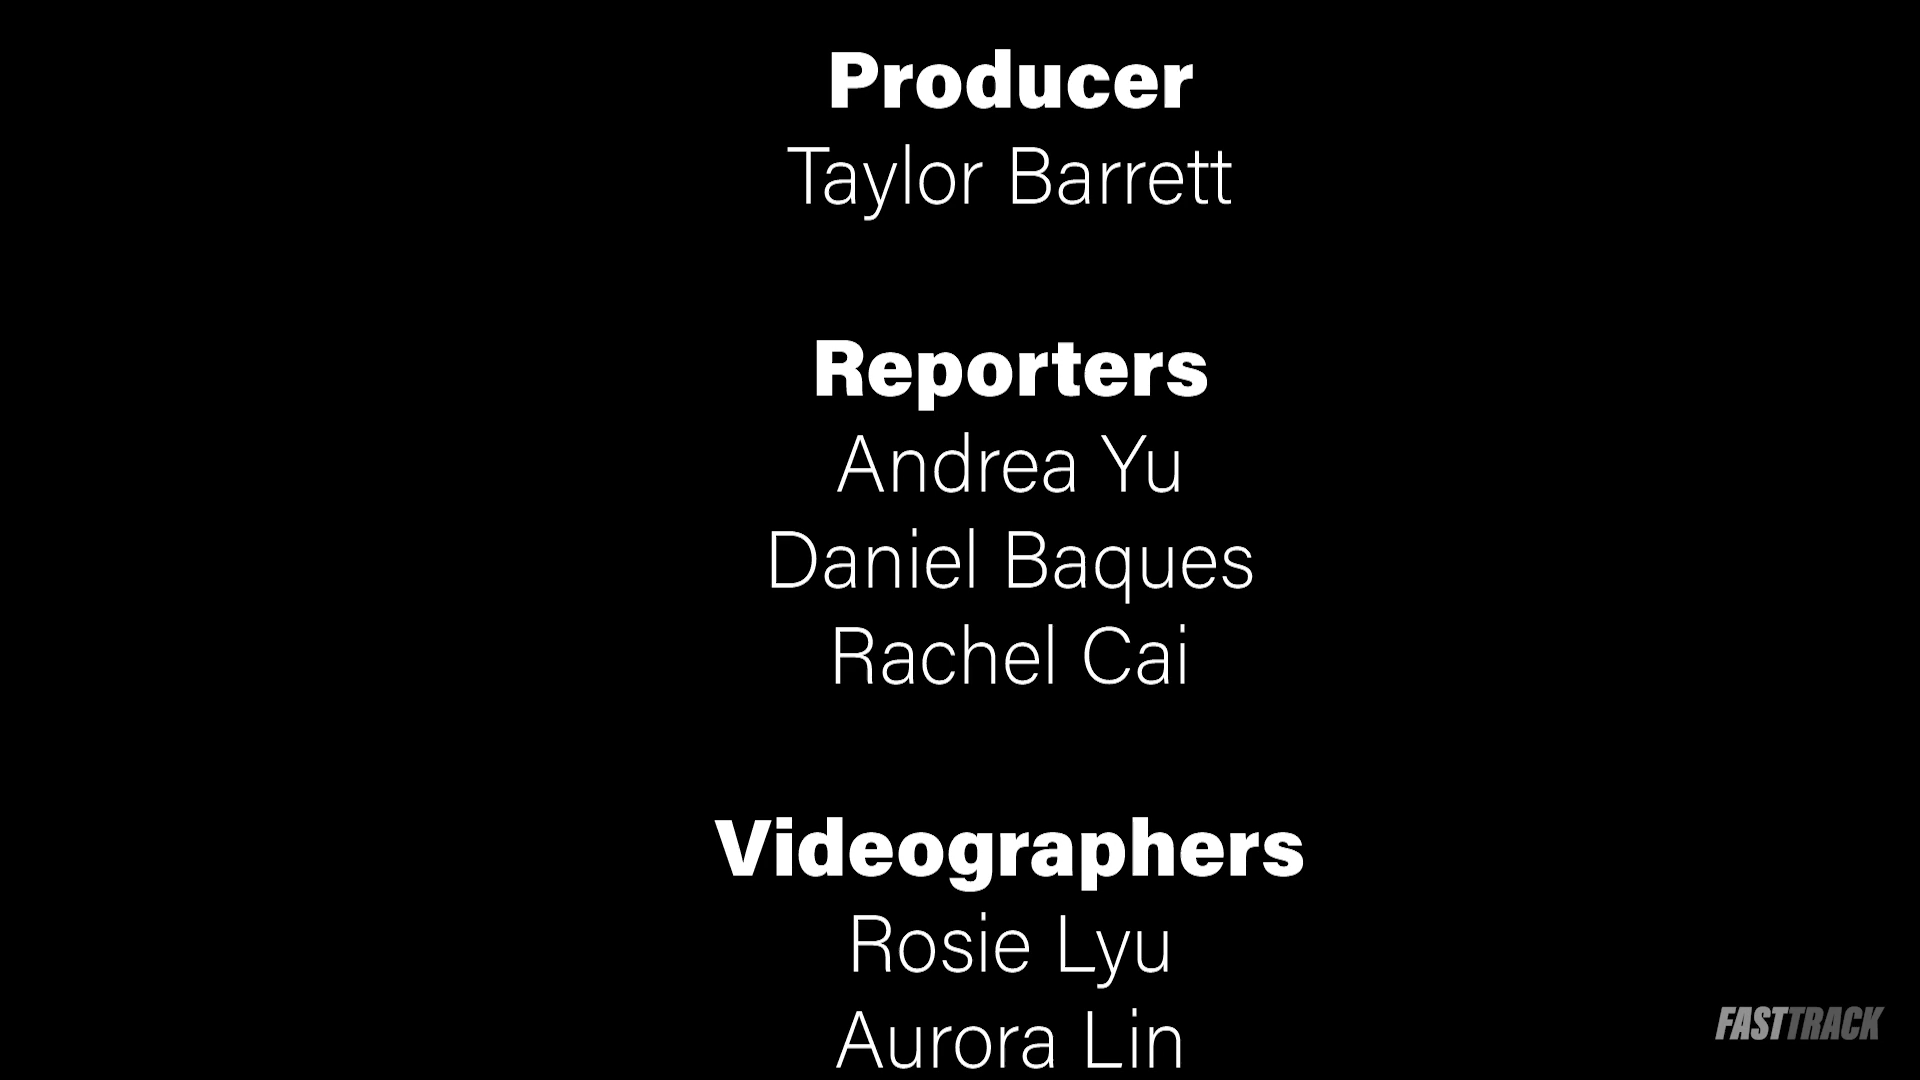 Producer
Taylor Barrett
Reporters
Andrea Yu
Daniel Baques
Rachel Cai
Videographers
Rosie Lyu
Aurora Lin
FASTTRACK